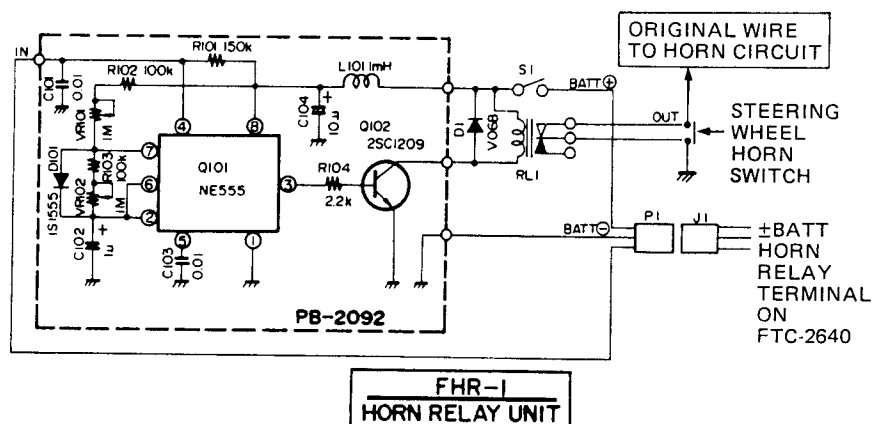 ORIGINAL WIRE
TO HORN CIRCUIT
IN
R101 150k
R102 100k
L101 1mH
C101
0.01
VR101
1M
C104
10μ
+
S1
BATT ⊕
D1
V06B
OUT
STEERING
WHEEL
HORN
SWITCH
Q102
2SC1209
4
8
7
6
2
3
5
1
Q101
NE555
R104
2.2k
D101
1S1555
R103
100k
VR102
1M
C102
1μ
+
C103
0.01
RL1
BATT ⊖
P1
J1
±BATT
HORN
RELAY
TERMINAL
ON
FTC-2640
PB-2092
FHR-1
HORN RELAY UNIT